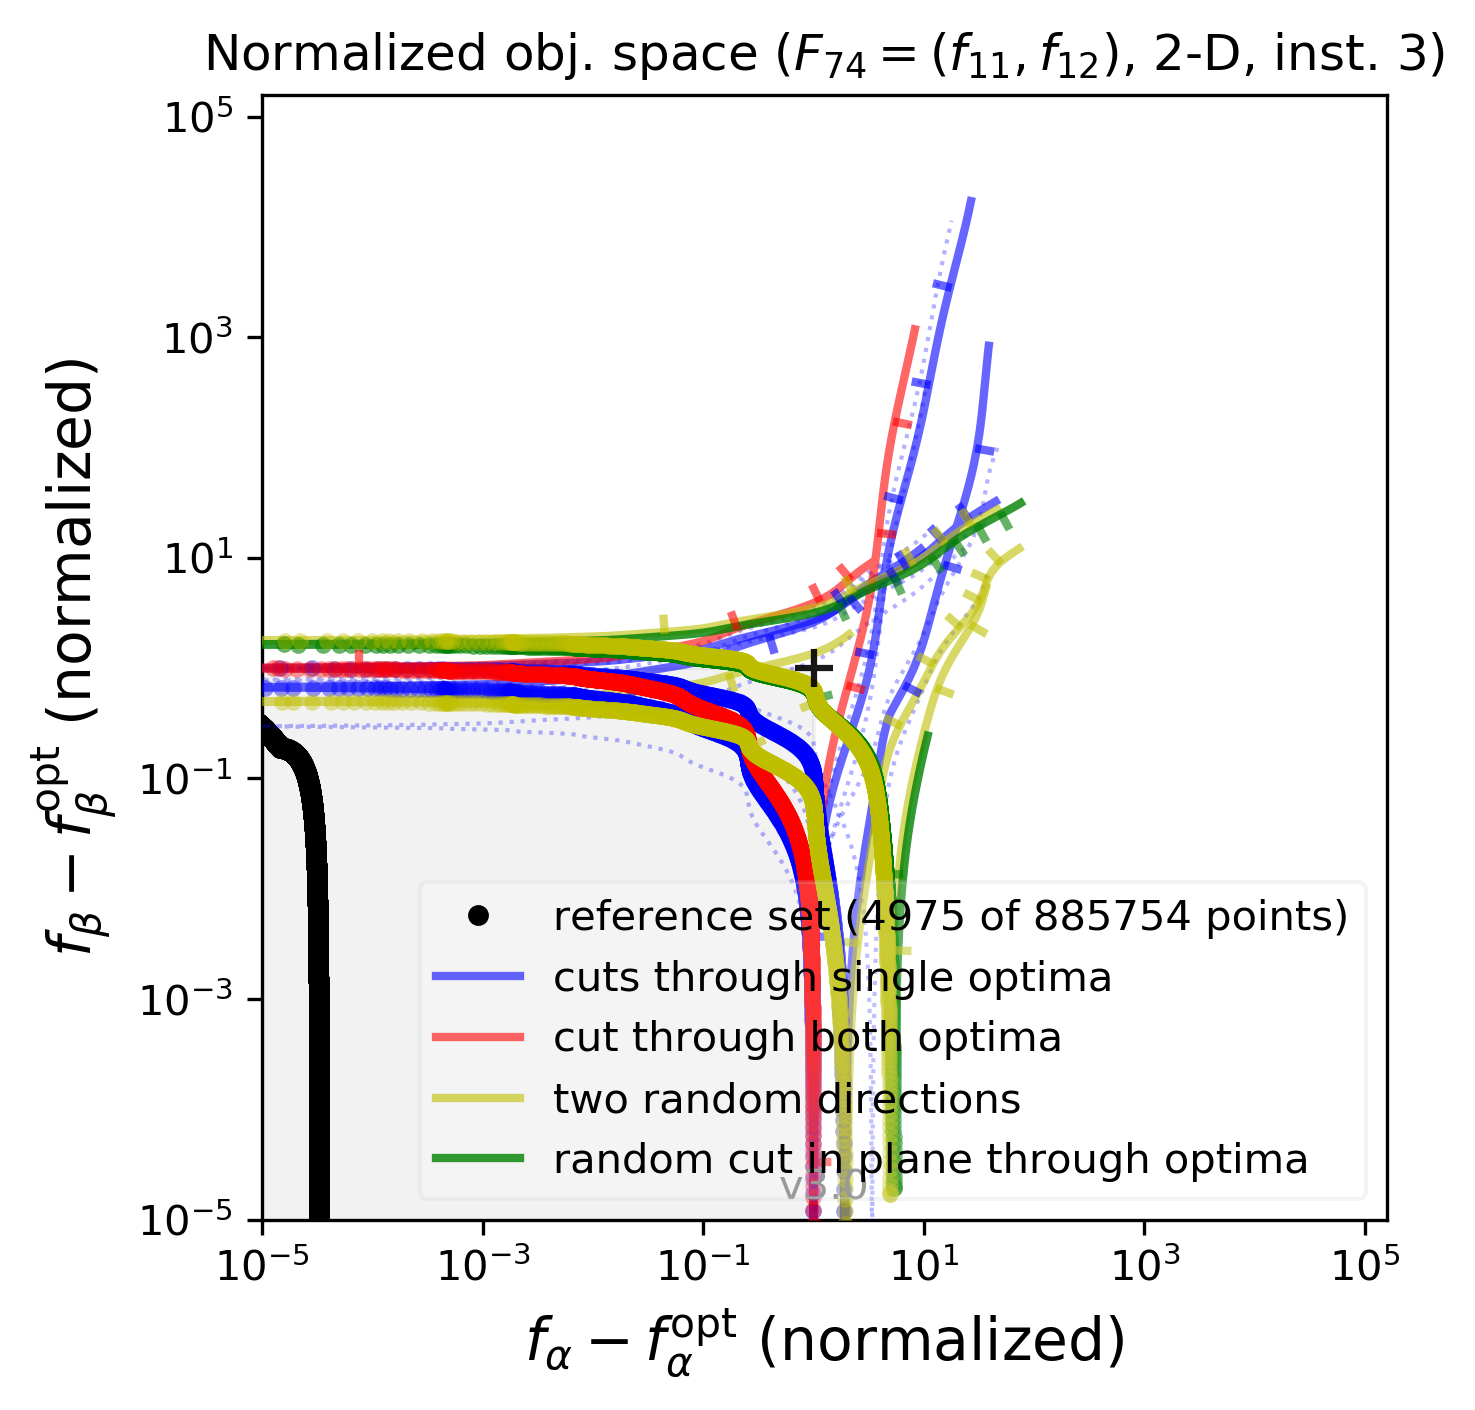 Normalized obj. space ($F_{74} = (f_{11}, f_{12})$, 2-D, inst. 3)
$10^5$
$10^3$
$10^1$
$10^{-1}$
$10^{-3}$
$10^{-5}$
$f_\beta - f_\beta^{\mathrm{opt}}$ (normalized)
reference set (4975 of 885754 points)
cuts through single optima
cut through both optima
two random directions
random cut in plane through optima
v3.0
$10^{-5}$
$10^{-3}$
$10^{-1}$
$10^1$
$10^3$
$10^5$
$f_\alpha - f_\alpha^{\mathrm{opt}}$ (normalized)